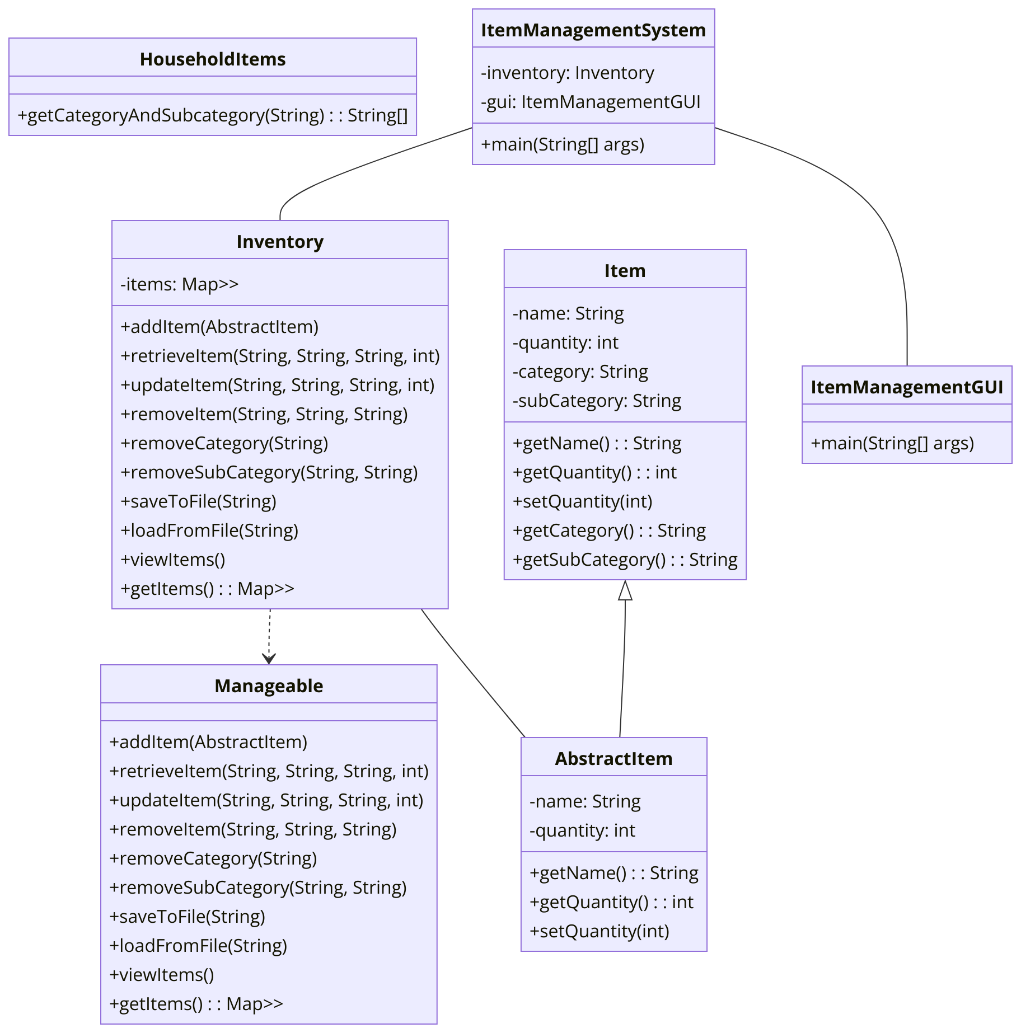 HouseholdItems
+getCategoryAndSubcategory(String) : : String[]
ItemManagementSystem
-inventory: Inventory
-gui: ItemManagementGUI
+main(String[] args)
Inventory
-items: Map>>
+addItem(AbstractItem)
+retrieveItem(String, String, String, int)
+updateItem(String, String, String, int)
+removeItem(String, String, String)
+removeCategory(String)
+removeSubCategory(String, String)
+saveToFile(String)
+loadFromFile(String)
+viewItems()
+getItems() : : Map>>
Item
-name: String
-quantity: int
-category: String
-subCategory: String
+getName() : : String
+getQuantity() : : int
+setQuantity(int)
+getCategory() : : String
+getSubCategory() : : String
ItemManagementGUI
+main(String[] args)
Manageable
+addItem(AbstractItem)
+retrieveItem(String, String, String, int)
+updateItem(String, String, String, int)
+removeItem(String, String, String)
+removeCategory(String)
+removeSubCategory(String, String)
+saveToFile(String)
+loadFromFile(String)
+viewItems()
+getItems() : : Map>>
AbstractItem
-name: String
-quantity: int
+getName() : : String
+getQuantity() : : int
+setQuantity(int)